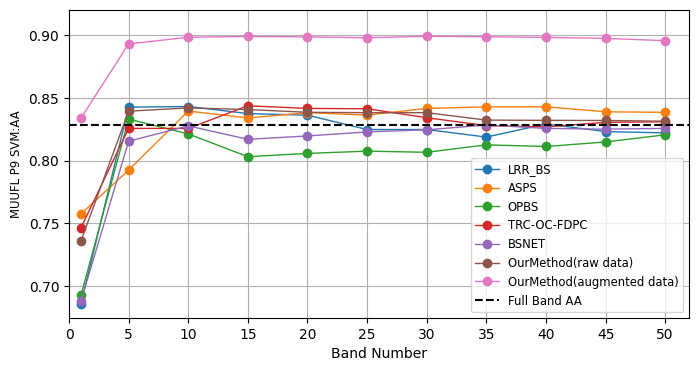 MUUFL P9 SVM:AA
0.90
0.85
0.80
0.75
0.70
0 5 10 15 20 25 30 35 40 45 50
Band Number
LRR_BS
ASPS
OPBS
TRC-OC-FDPC
BSNET
OurMethod(raw data)
OurMethod(augmented data)
Full Band AA